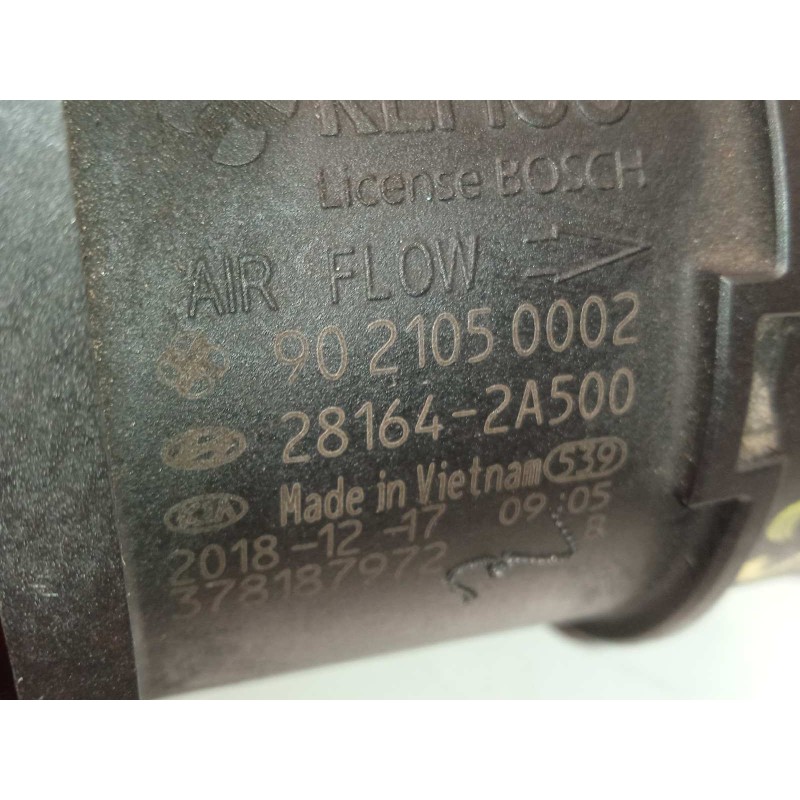 License BOSCH
AIR FLOW
90 2105 0002
28164-2A500
KIA Made in Vietnam 539
2018-12-17 09:05
378187972 B